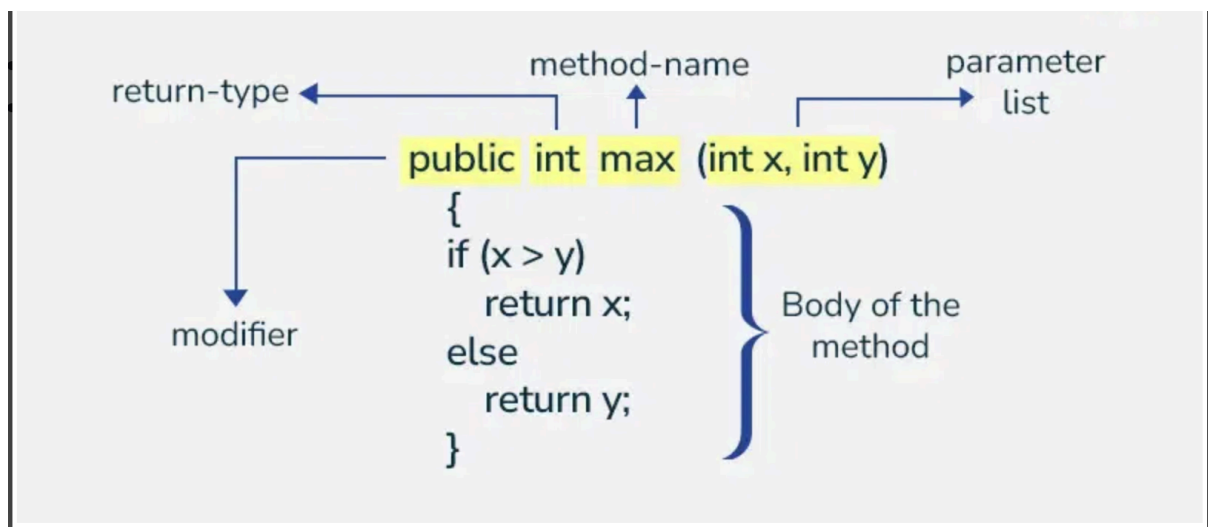 method-name
parameter
list
return-type
public int max (int x, int y)
{
if (x > y)
return x;
else
return y;
}
modifier
Body of the
method